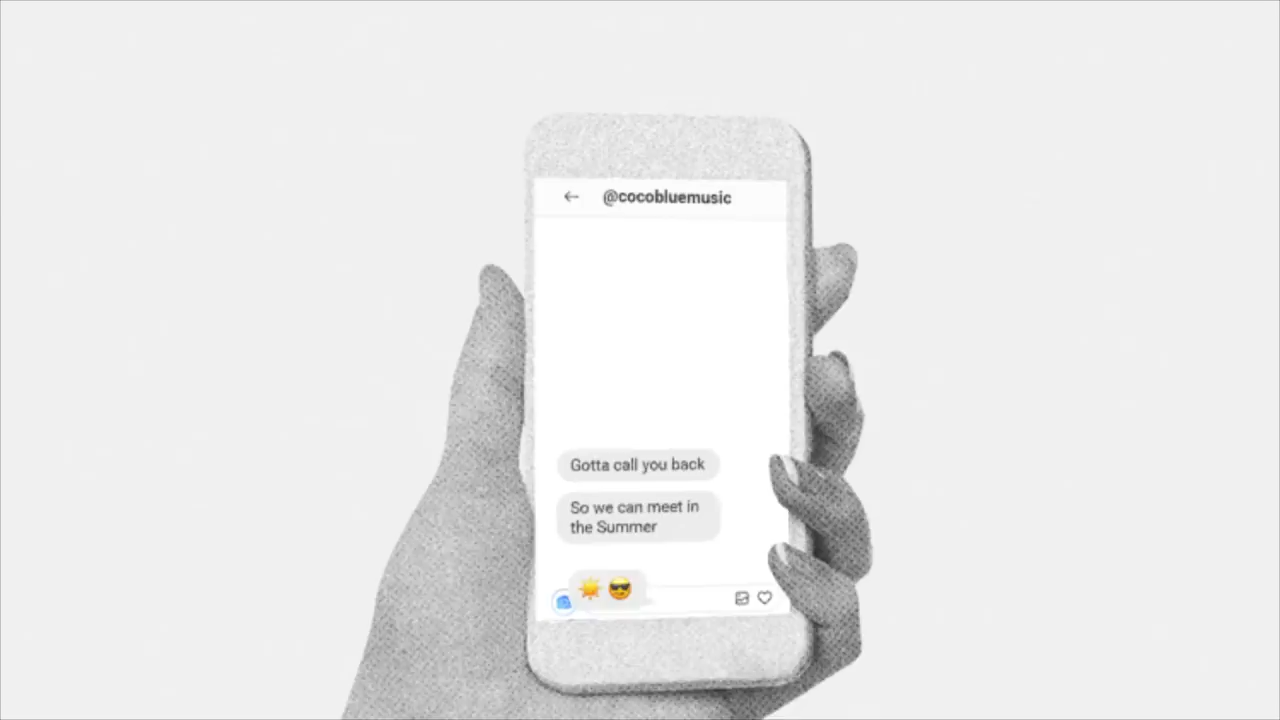 @cocobluemusic
Gotta call you back
So we can meet in
the Summer
☀️ 😎